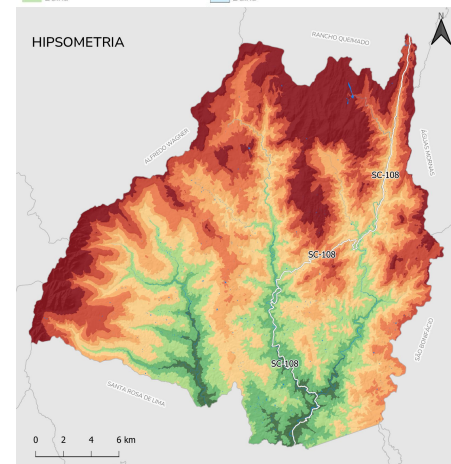 N
HIPSOMETRIA
RANCHO QUEIMADO
ALFREDO WAGNER
ÁGUAS MORNAS
SC-108
SC-108
SÃO BONIFÁCIO
SC-108
SANTA ROSA DE LIMA
0 2 4 6 km